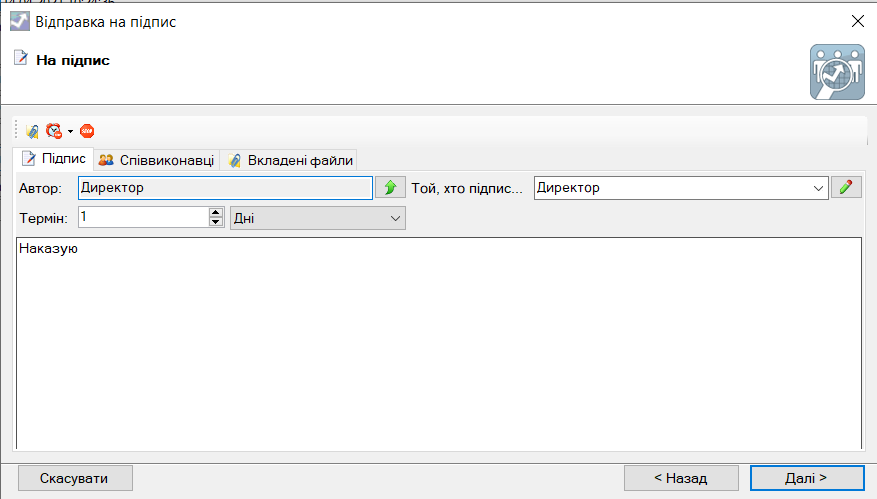 Відправка на підпис
На підпис
Підпис Співвиконавці Вкладені файли
Автор: Директор Той, хто підпис... Директор
Термін: 1 Дні
Наказую
Скасувати < Назад Далі >